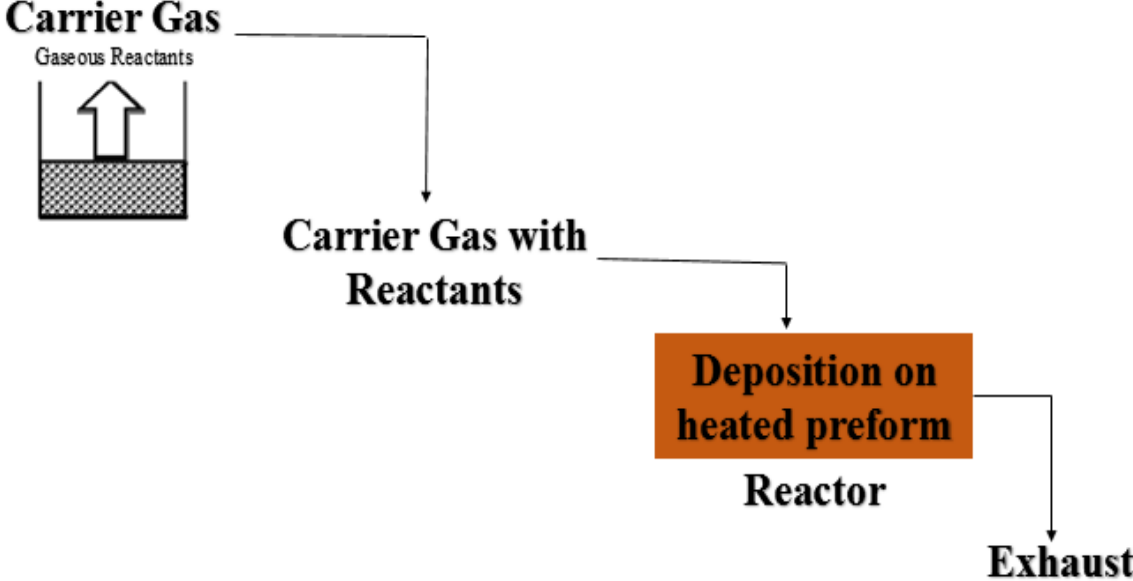 Carrier Gas
Gaseous Reactants
Carrier Gas with
Reactants
Deposition on
heated preform
Reactor
Exhaust